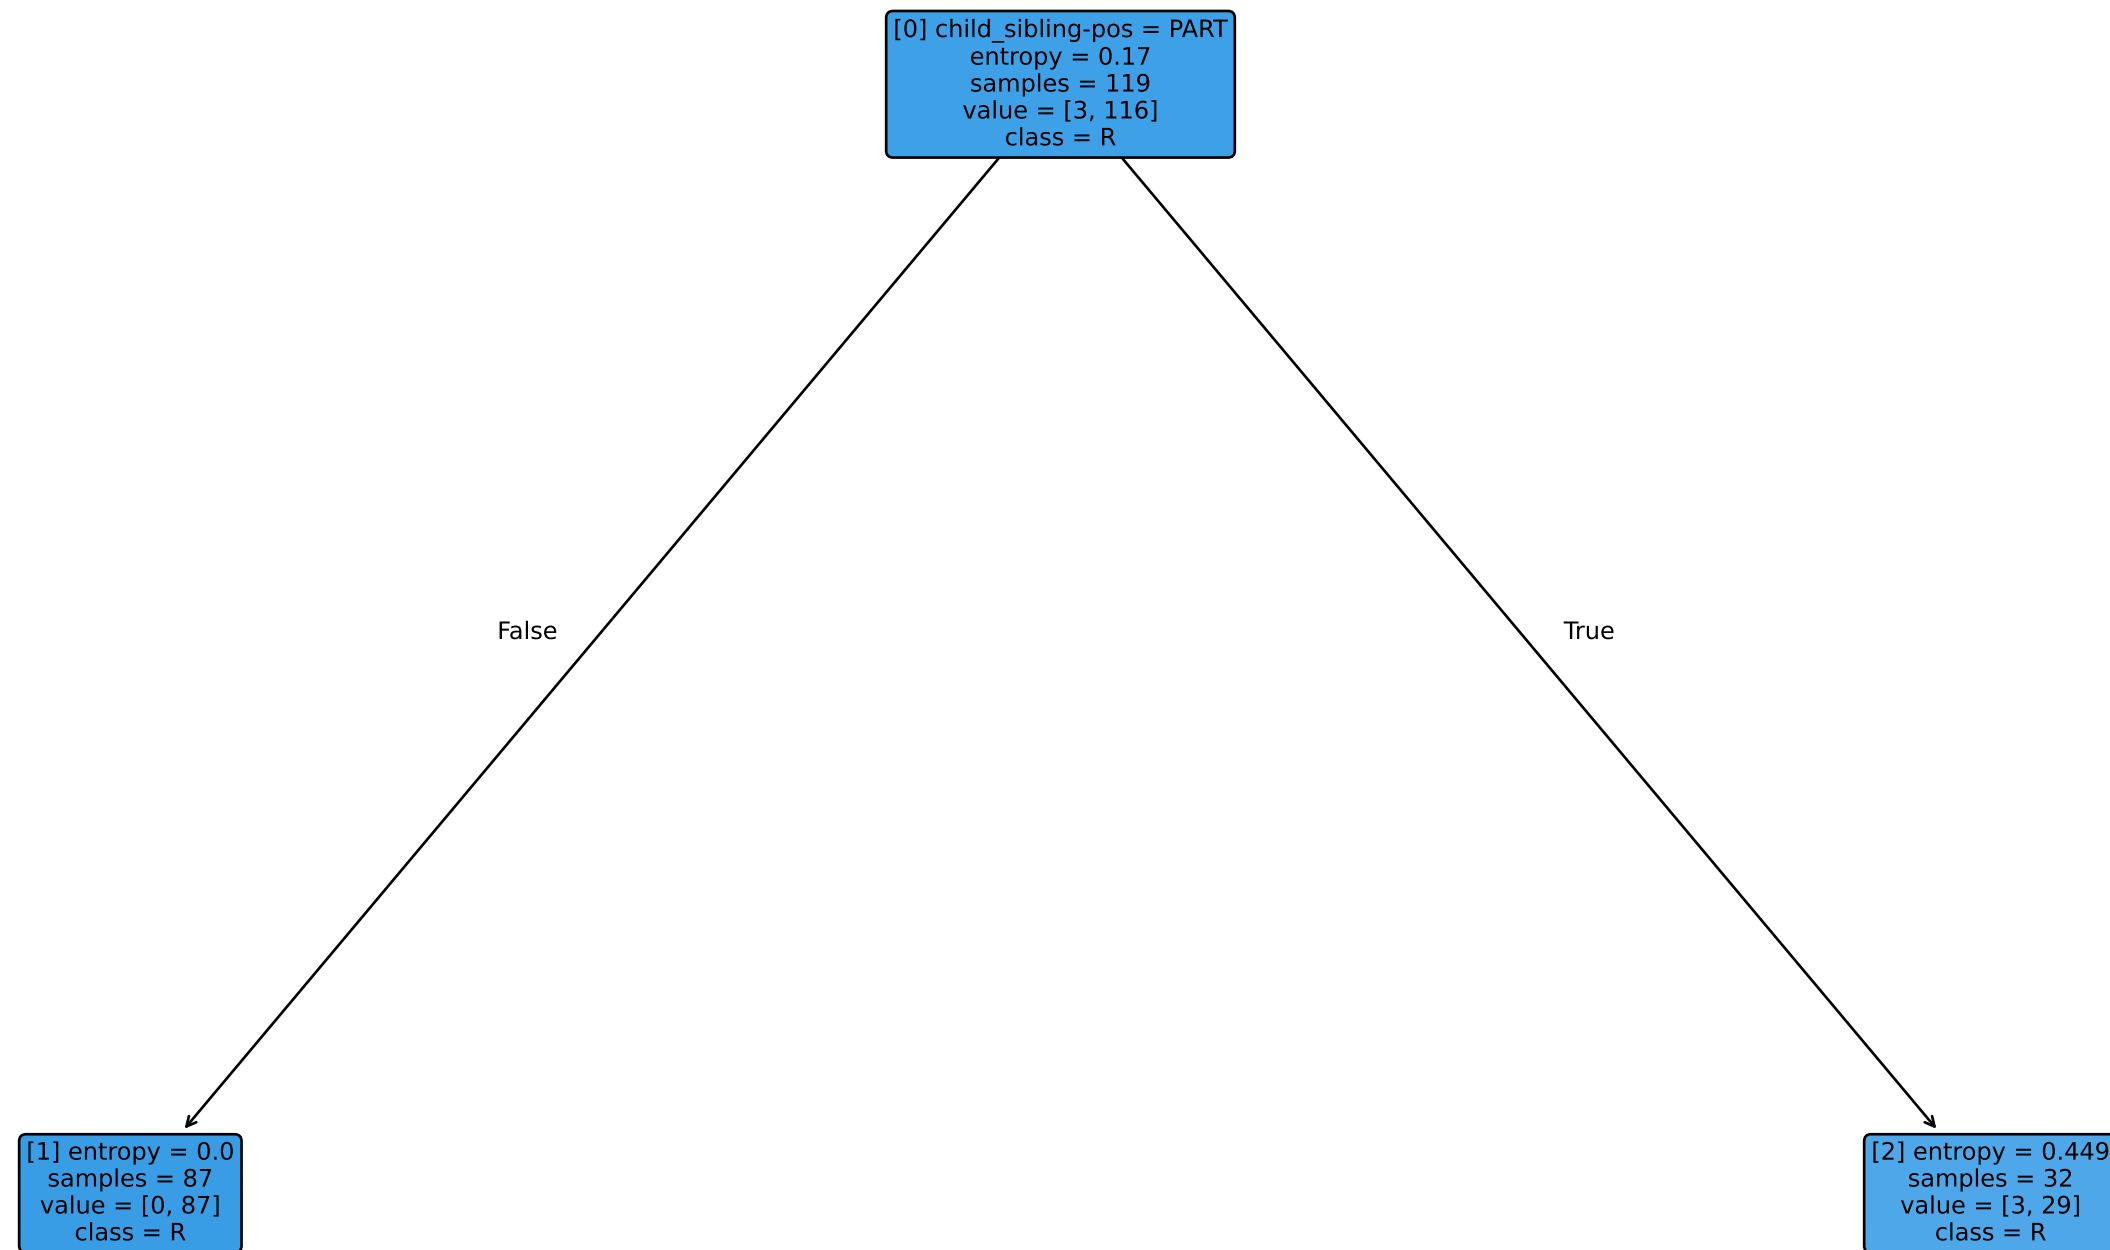 [0] child_sibling-pos = PART
entropy = 0.17
samples = 119
value = [3, 116]
class = R
False
True
[1] entropy = 0.0
samples = 87
value = [0, 87]
class = R
[2] entropy = 0.449
samples = 32
value = [3, 29]
class = R